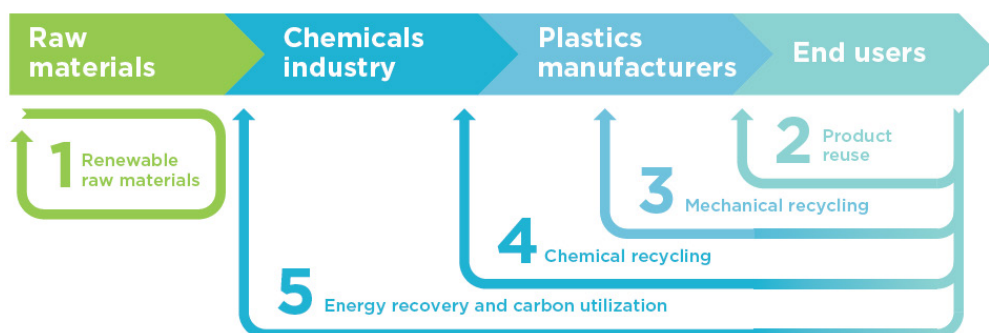 Raw
materials
Chemicals
industry
Plastics
manufacturers
End users
1 Renewable
raw materials
2 Product
reuse
3 Mechanical recycling
4 Chemical recycling
5 Energy recovery and carbon utilization